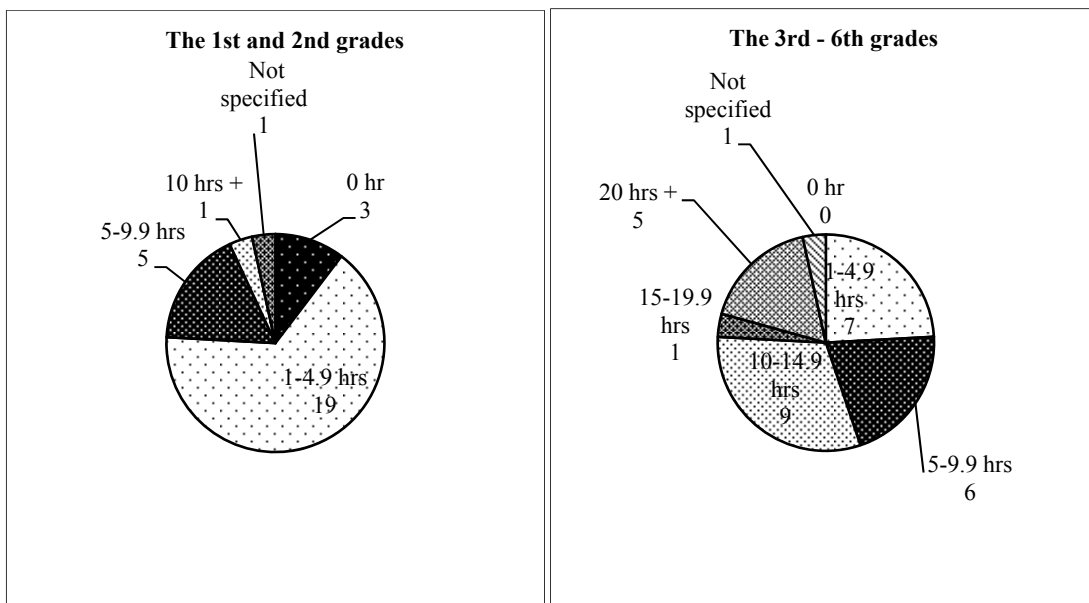 The 1st and 2nd grades
Not
specified
1
10 hrs +
1
0 hr
3
5-9.9 hrs
5
1-4.9 hrs
19
The 3rd - 6th grades
Not
specified
1
20 hrs +
5
0 hr
0
1-4.9
hrs
7
15-19.9
hrs
1
10-14.9
hrs
9
5-9.9 hrs
6